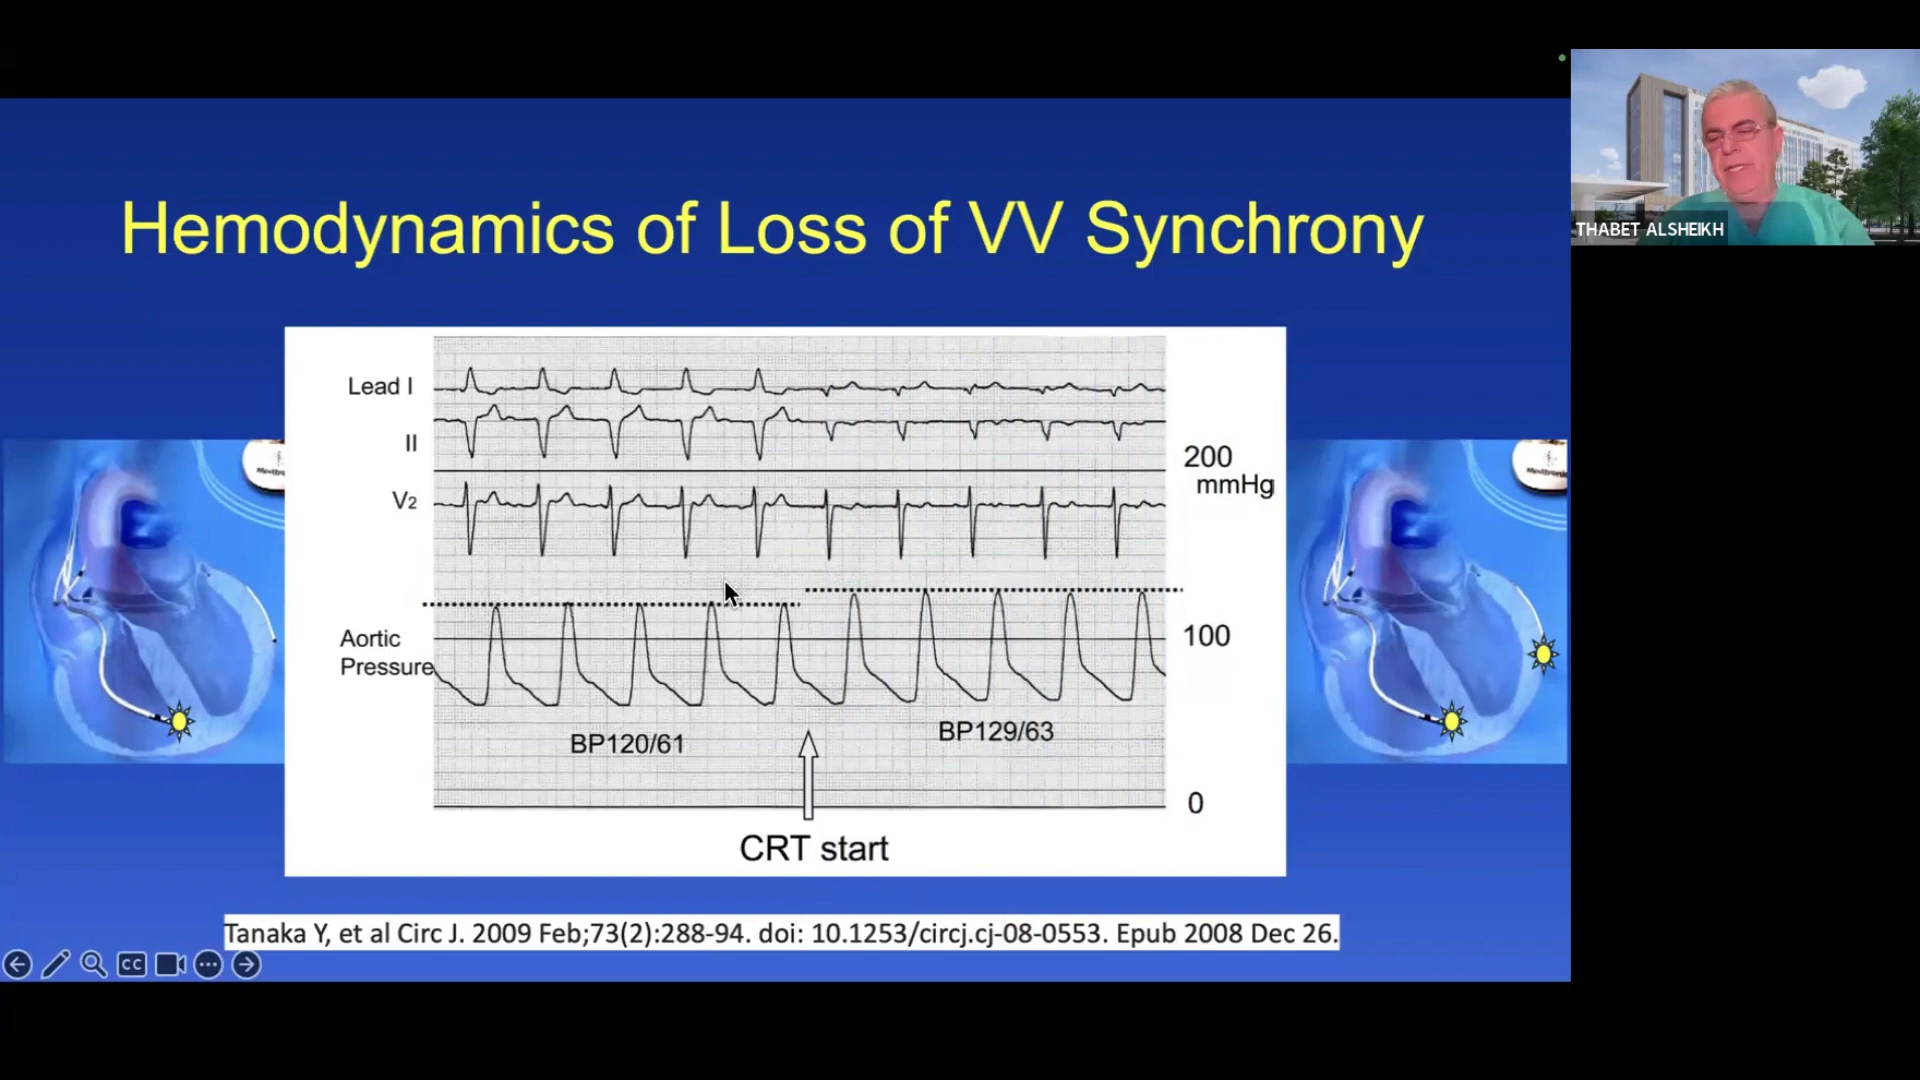 THABET ALSHEIKH
Hemodynamics of Loss of VV Synchrony
Lead I
II
200
mmHg
V2
Aortic
Pressure
100
BP120/61
BP129/63
0
CRT start
Tanaka Y, et al Circ J. 2009 Feb;73(2):288-94. doi: 10.1253/circj.cj-08-0553. Epub 2008 Dec 26.
CC